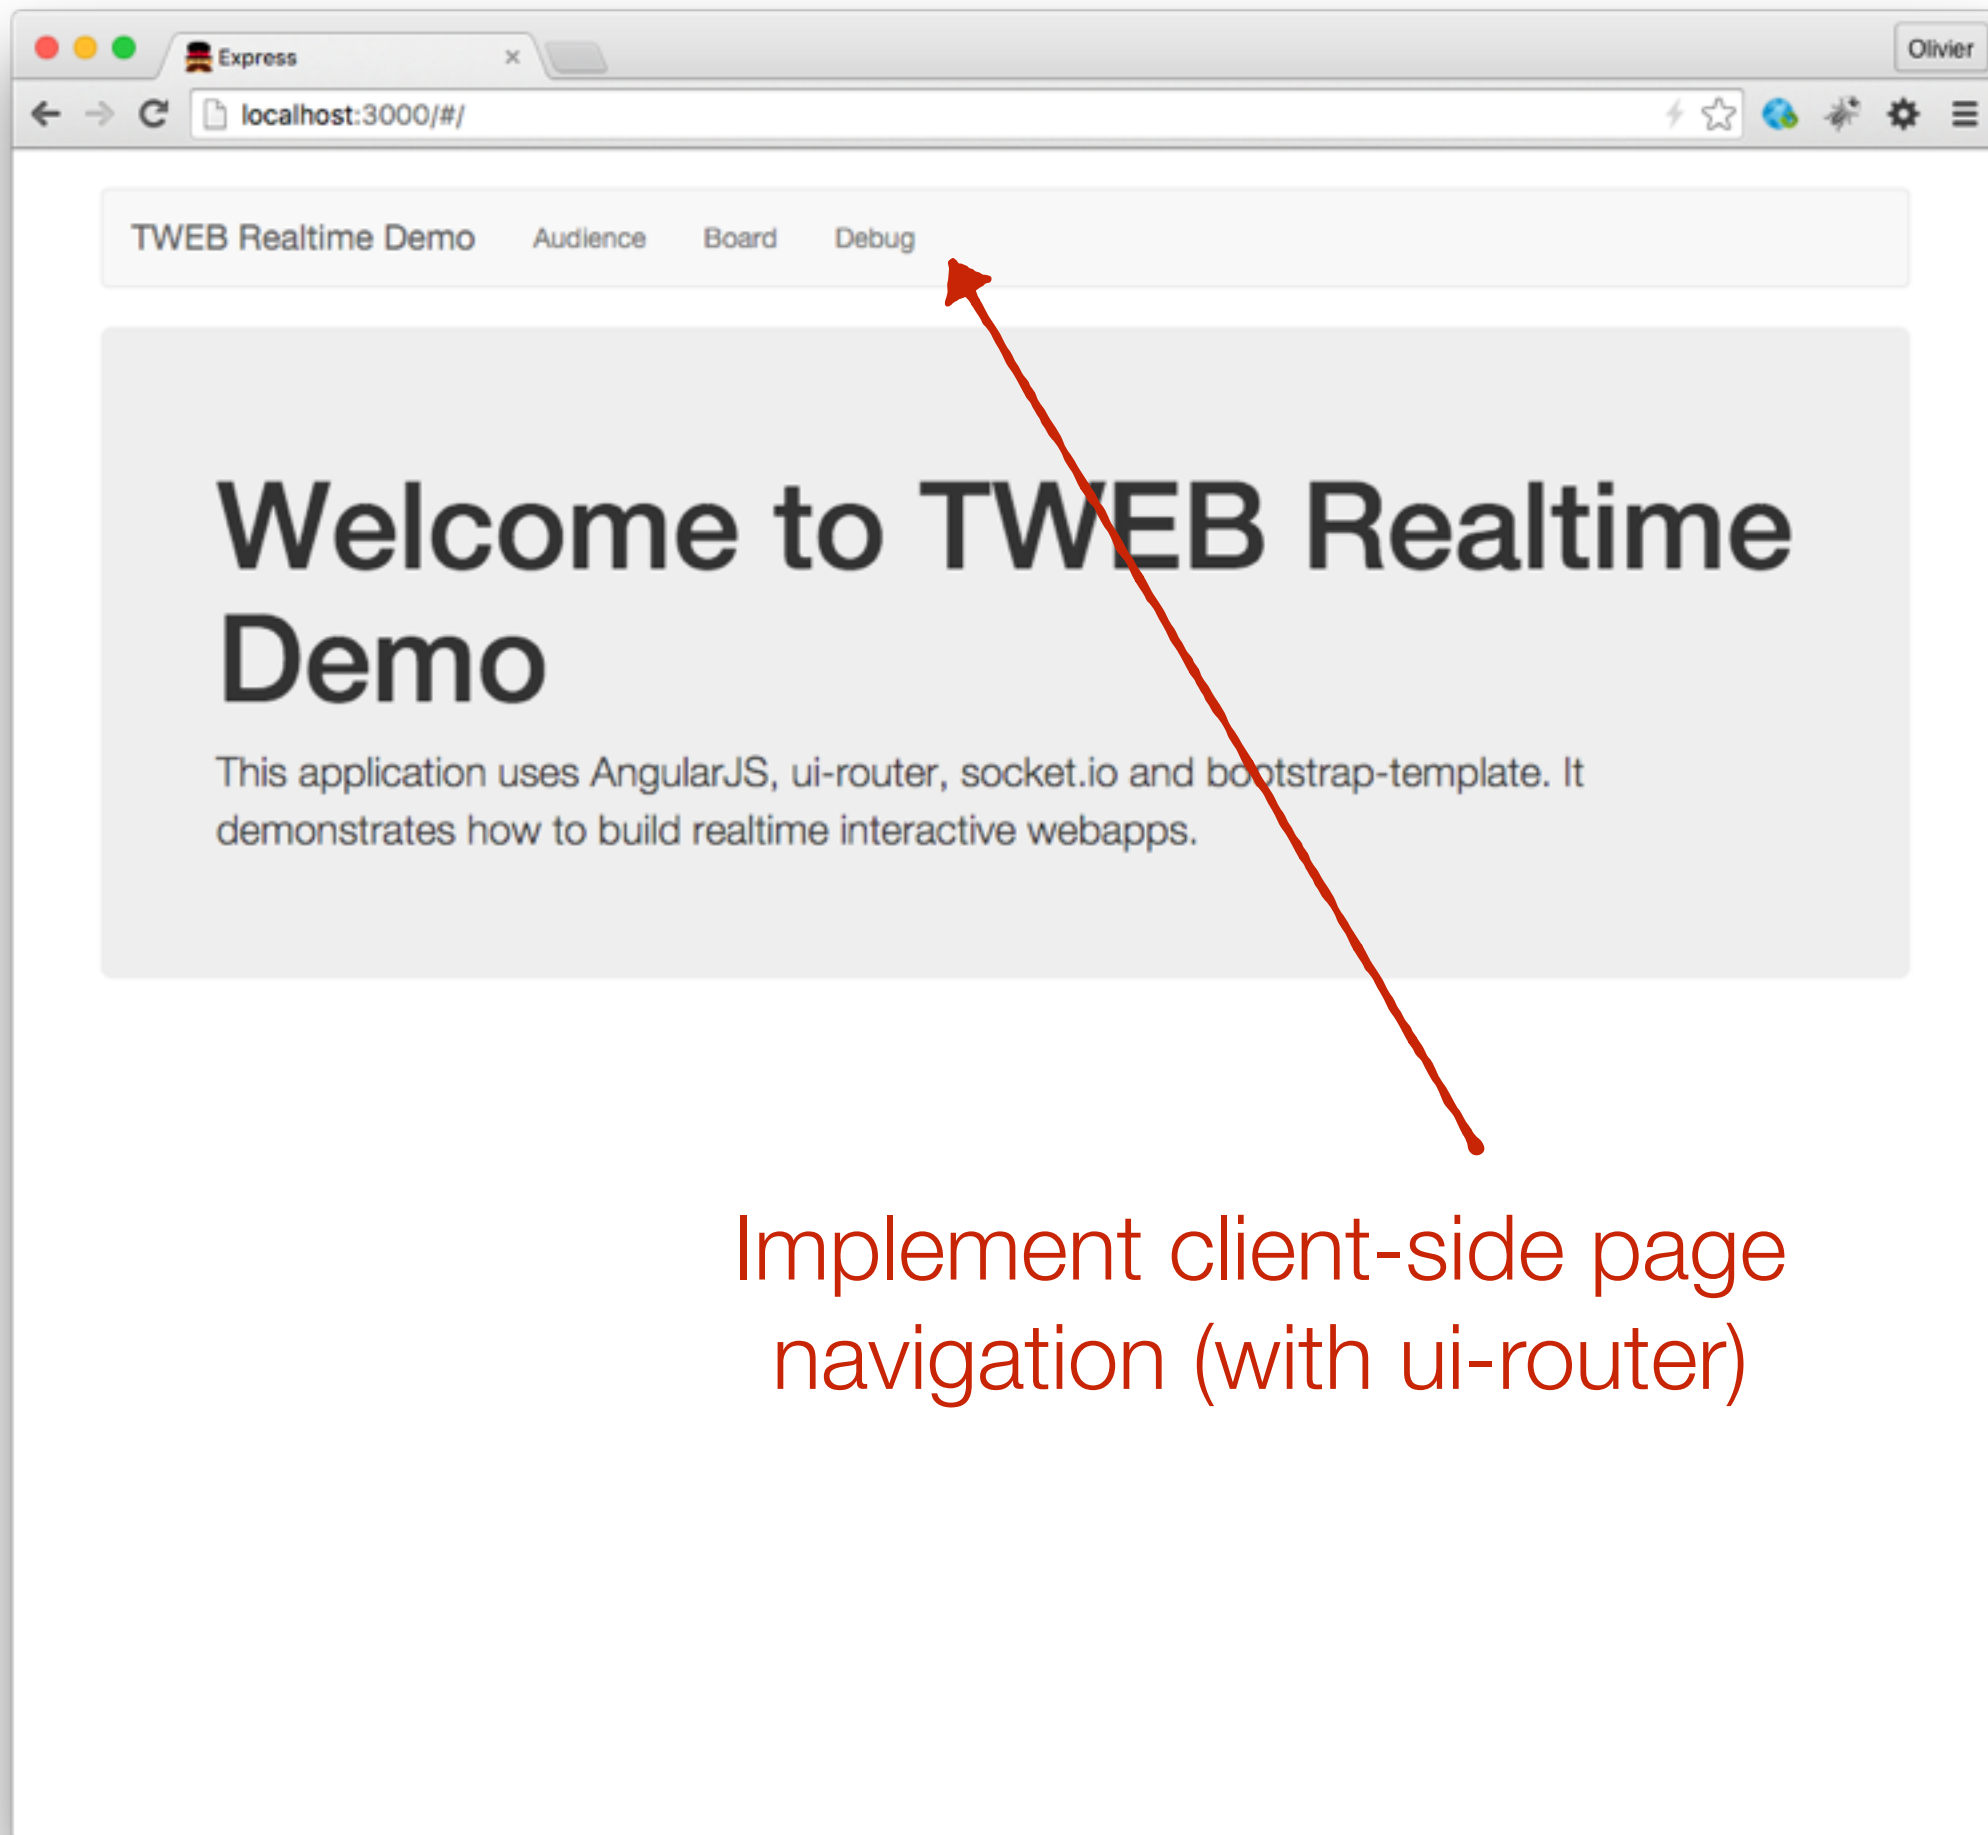 Express
Olivier
localhost:3000/#/
TWEB Realtime Demo Audience Board Debug
Welcome to TWEB Realtime
Demo
This application uses AngularJS, ui-router, socket.io and bootstrap-template. It
demonstrates how to build realtime interactive webapps.
Implement client-side page
navigation (with ui-router)